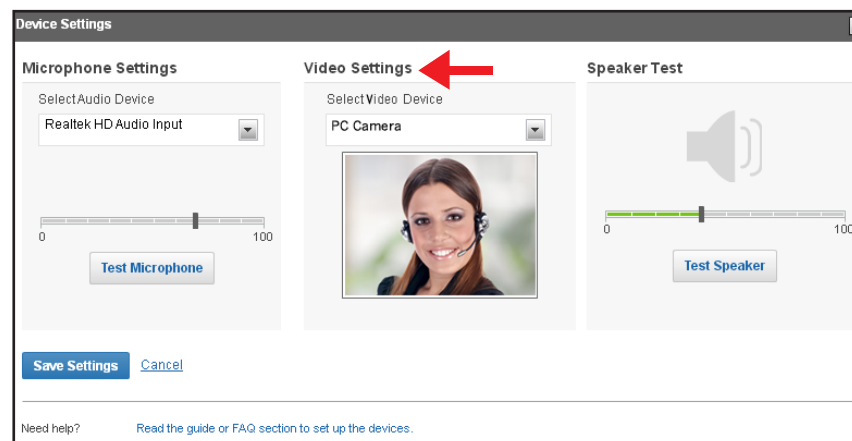 Device Settings
Microphone Settings
Select Audio Device
Realtek HD Audio Input
0 100
Test Microphone
Video Settings
Select Video Device
PC Camera
Speaker Test
0 100
Test Speaker
Save Settings Cancel
Need help? Read the guide or FAQ section to set up the devices.